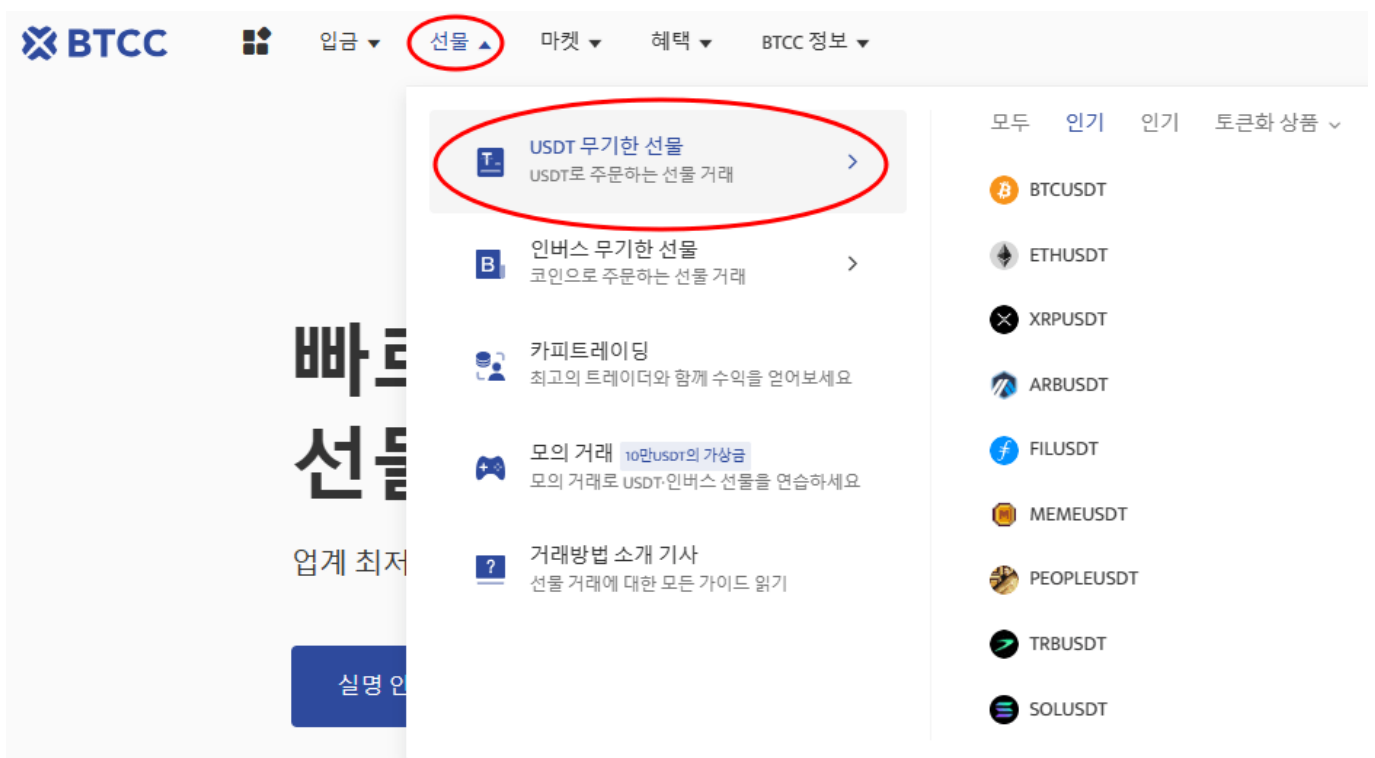 BTCC
입금
선물
마켓
혜택
BTCC 정보
USDT 무기한 선물
USDT로 주문하는 선물 거래
인버스 무기한 선물
코인으로 주문하는 선물 거래
카피트레이딩
최고의 트레이더와 함께 수익을 얻어보세요
모의 거래 10만USDT의 가상금
모의 거래로 USDT·인버스 선물을 연습하세요
거래방법 소개 기사
선물 거래에 대한 모든 가이드 읽기
모두 인기 인기 토큰화 상품
BTCUSDT
ETHUSDT
XRPUSDT
ARBUSDT
FILUSDT
MEMEUSDT
PEOPLEUSDT
TRBUSDT
SOLUSDT
업계 최저
실명